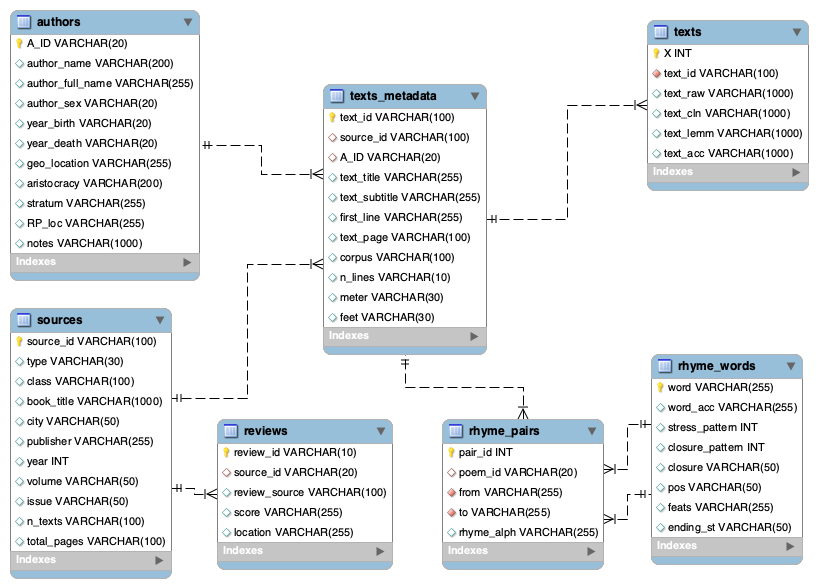 authors
A_ID VARCHAR(20)
author_name VARCHAR(200)
author_full_name VARCHAR(255)
author_sex VARCHAR(20)
year_birth VARCHAR(20)
year_death VARCHAR(20)
geo_location VARCHAR(255)
aristocracy VARCHAR(200)
stratum VARCHAR(255)
RP_loc VARCHAR(255)
notes VARCHAR(1000)
Indexes
texts_metadata
text_id VARCHAR(100)
source_id VARCHAR(100)
A_ID VARCHAR(20)
text_title VARCHAR(255)
text_subtitle VARCHAR(255)
first_line VARCHAR(255)
text_page VARCHAR(100)
corpus VARCHAR(100)
n_lines VARCHAR(10)
meter VARCHAR(30)
feet VARCHAR(30)
Indexes
texts
X INT
text_id VARCHAR(100)
text_raw VARCHAR(1000)
text_cln VARCHAR(1000)
text_lemm VARCHAR(1000)
text_acc VARCHAR(1000)
Indexes
sources
source_id VARCHAR(100)
type VARCHAR(30)
class VARCHAR(100)
book_title VARCHAR(1000)
city VARCHAR(50)
publisher VARCHAR(255)
year INT
volume VARCHAR(50)
issue VARCHAR(50)
n_texts VARCHAR(100)
total_pages VARCHAR(100)
Indexes
reviews
review_id VARCHAR(10)
source_id VARCHAR(20)
review_source VARCHAR(100)
score VARCHAR(255)
location VARCHAR(255)
Indexes
rhyme_pairs
pair_id INT
poem_id VARCHAR(20)
from VARCHAR(255)
to VARCHAR(255)
rhyme_alph VARCHAR(255)
Indexes
rhyme_words
word VARCHAR(255)
word_acc VARCHAR(255)
stress_pattern INT
closure_pattern INT
closure VARCHAR(50)
pos VARCHAR(50)
feats VARCHAR(255)
ending_st VARCHAR(50)
Indexes